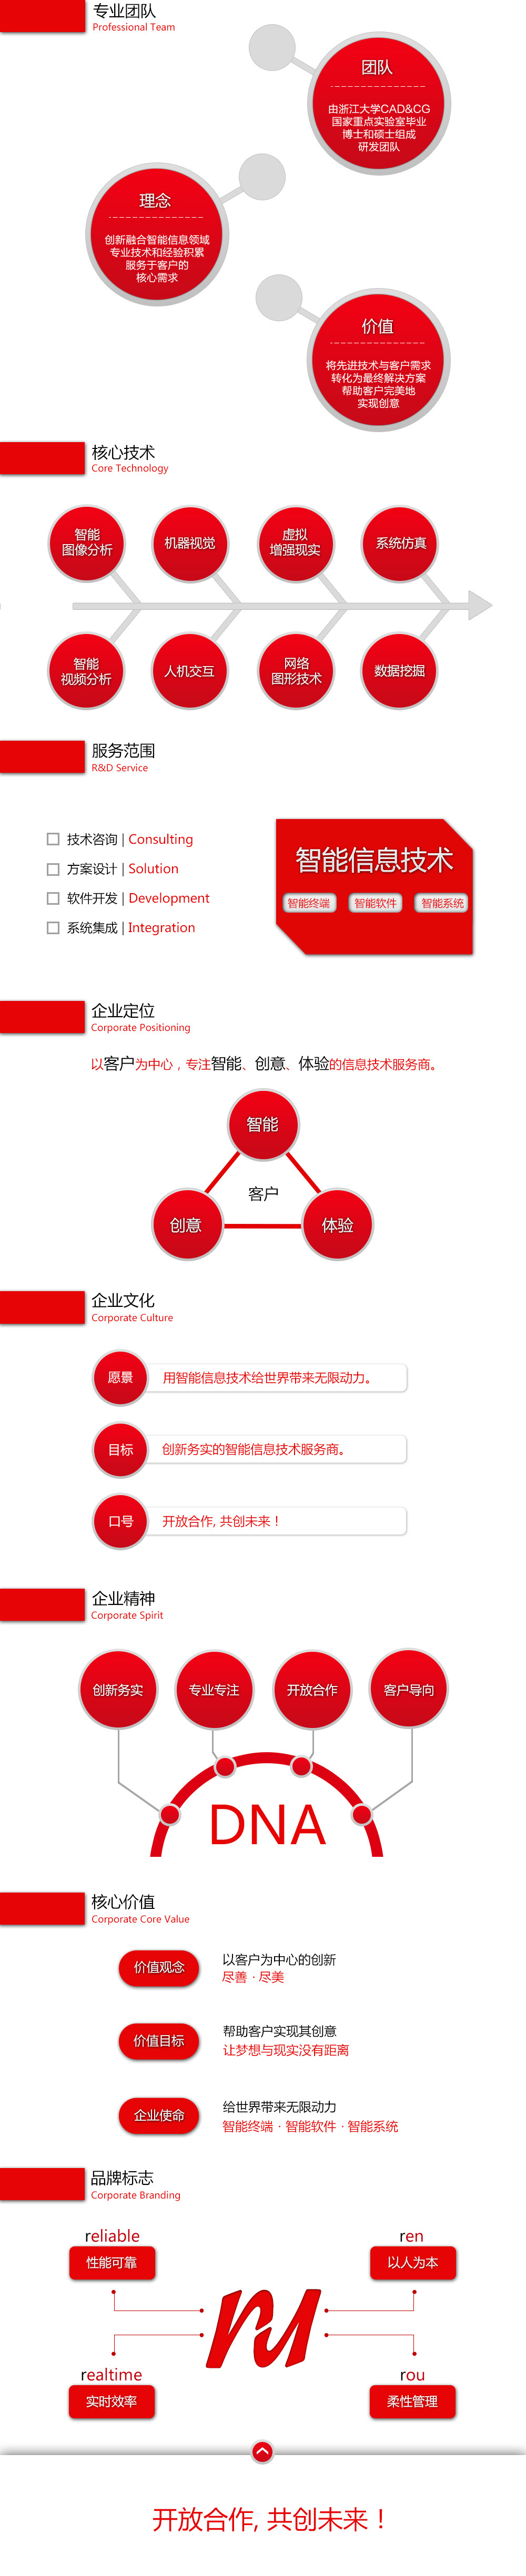 专业团队
Professional Team
团队
由浙江大学CAD&CG
国家重点实验室毕业
博士和硕士组成
研发团队
理念
创新融合智能信息领域
专业技术和经验积累
服务于客户的
核心需求
价值
将先进技术与客户需求
转化为最终解决方案
帮助客户完美地
实现创意
核心技术
Core Technology
智能
图像分析
机器视觉
虚拟
增强现实
系统仿真
智能
视频分析
人机交互
网络
图形技术
数据挖掘
服务范围
R&D Service
技术咨询 | Consulting
方案设计 | Solution
软件开发 | Development
系统集成 | Integration
智能信息技术
智能终端 智能软件 智能系统
企业定位
Corporate Positioning
以客户为中心，专注智能、创意、体验的信息技术服务商。
智能
客户
创意
体验
企业文化
Corporate Culture
愿景
用智能信息技术给世界带来无限动力。
目标
创新务实的智能信息技术服务商。
口号
开放合作, 共创未来！
企业精神
Corporate Spirit
创新务实
专业专注
开放合作
客户导向
DNA
核心价值
Corporate Core Value
价值观念
以客户为中心的创新
尽善 · 尽美
价值目标
帮助客户实现其创意
让梦想与现实没有距离
企业使命
给世界带来无限动力
智能终端 · 智能软件 · 智能系统
品牌标志
Corporate Branding
reliable
性能可靠
ren
以人为本
realtime
实时效率
rou
柔性管理
开放合作, 共创未来！